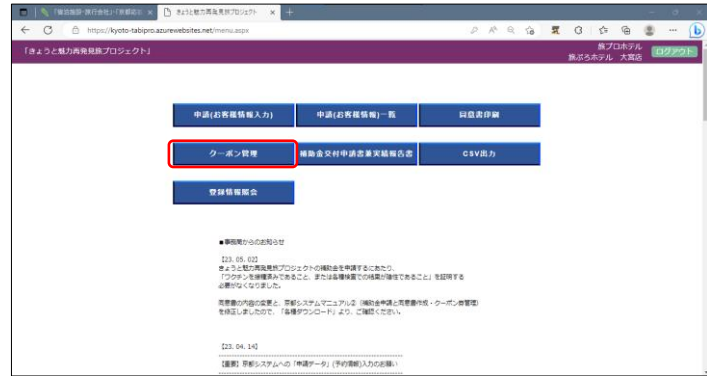 「宿泊施設・旅行会社」「京都府
きょうと魅力再発見旅プロジェクト
https://kyoto-tabipro.azurewebsites.net/menu.aspx
「きょうと魅力再発見旅プロジェクト」
旅プロホテル
旅ぷろホテル 大宮店
ログアウト
申請(お客様情報入力)
申請(お客様情報)一覧
同意書印刷
クーポン管理
補助金交付申請書兼実績報告書
CSV出力
登録情報照会
■事務局からのお知らせ
【23.05.02】
きょうと魅力再発見旅プロジェクトの補助金を申請するにあたり、
「ワクチンを接種済みであること、または各種検査での結果が陰性であること」を証明する
必要がなくなりました。
同意書の内容の変更と、京都システムマニュアル②（補助金申請と同意書作成・クーポン券管理）
を修正しましたので、「各種ダウンロード」より、ご確認ください。
【23.04.14】
【重要】京都システムへの「申請データ」(予約情報)入力のお願い